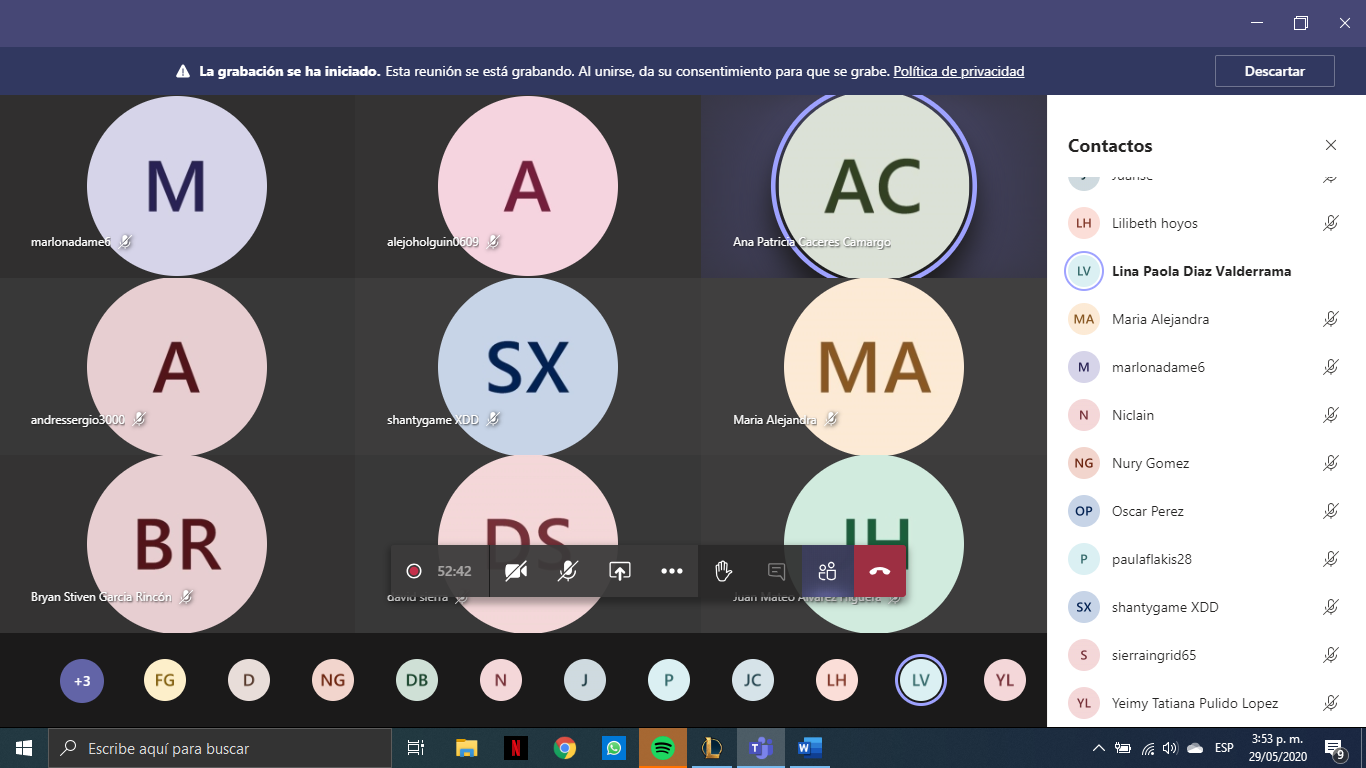 La grabación se ha iniciado. Esta reunión se está grabando. Al unirse, da su consentimiento para que se grabe. Política de privacidad
Descartar
M
marlonadame6
A
alejoholguin0609
AC
Ana Patricia Caceres Camargo
A
andressergio3000
SX
shantygame XDD
MA
Maria Alejandra
BR
Bryan Stiven García Rincón
DS
david sierra
JH
Juan Mateo Alvarez Higuera
52:42
+3
FG
D
NG
DB
N
J
P
JC
LH
LV
YL
Contactos
Juanse
LH Lilibeth hoyos
LV Lina Paola Diaz Valderrama
MA Maria Alejandra
M marlonadame6
N Niclain
NG Nury Gomez
OP Oscar Perez
P paulaflakis28
SX shantygame XDD
S sierraingrid65
YL Yeimy Tatiana Pulido Lopez
Escribe aquí para buscar
N
W
ESP
3:53 p. m.
29/05/2020
9